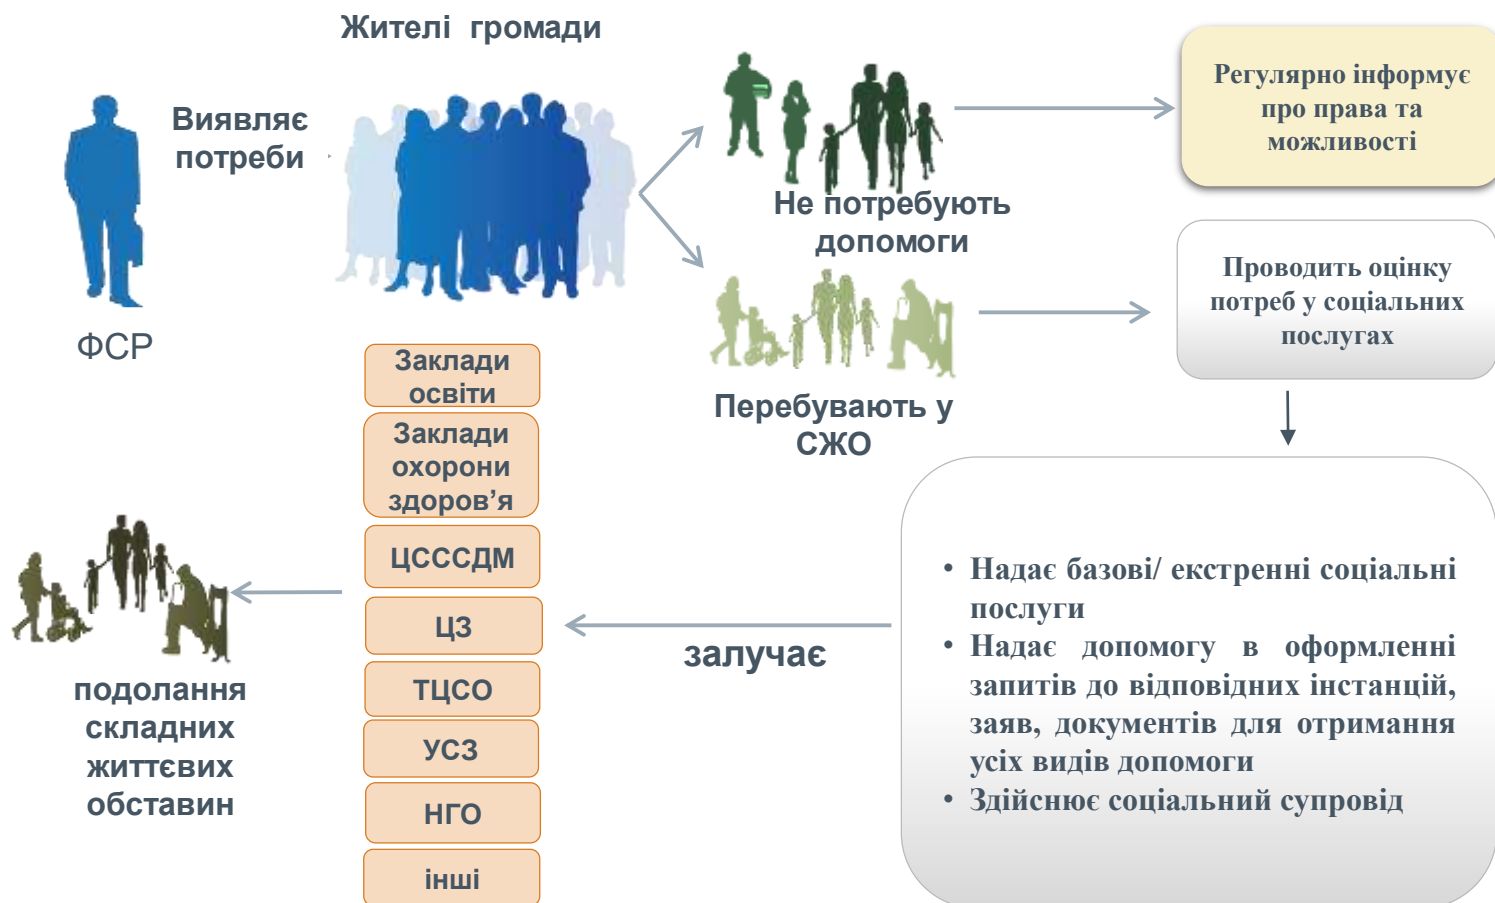 Жителі громади
Виявляє
потреби
ФСР
Не потребують
допомоги
Регулярно інформує
про права та
можливості
Перебувають у
СЖО
Проводить оцінку
потреб у соціальних
послугах
• Надає базові/ екстренні соціальні
послуги
• Надає допомогу в оформленні
запитів до відповідних інстанцій,
заяв, документів для отримання
усіх видів допомоги
• Здійснює соціальний супровід
залучає
Заклади
освіти
Заклади
охорони
здоров’я
ЦСССДМ
ЦЗ
ТЦСО
УСЗ
НГО
інші
подолання
складних
життєвих
обставин